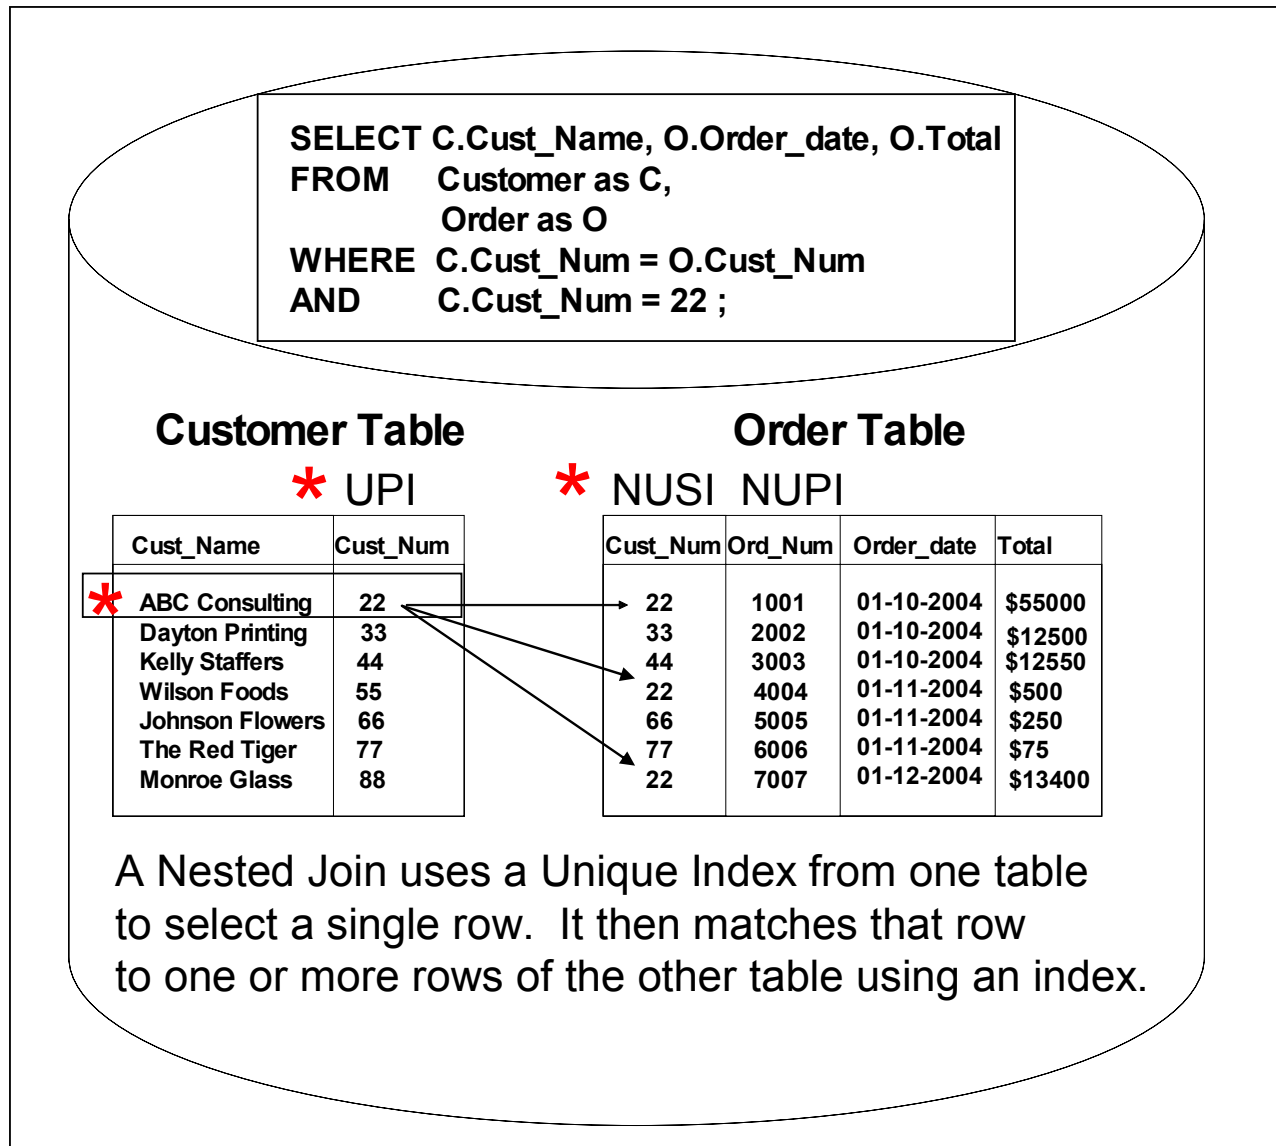 SELECT C.Cust_Name, O.Order_date, O.Total
FROM Customer as C,
Order as O
WHERE C.Cust_Num = O.Cust_Num
AND C.Cust_Num = 22 ;
Customer Table Order Table
* UPI * NUSI NUPI
Cust_Name Cust_Num Cust_Num Ord_Num Order_date Total
* ABC Consulting 22 22 1001 01-10-2004 $55000
Dayton Printing 33 33 2002 01-10-2004 $12500
Kelly Staffers 44 44 3003 01-10-2004 $12550
Wilson Foods 55 22 4004 01-11-2004 $500
Johnson Flowers 66 66 5005 01-11-2004 $250
The Red Tiger 77 77 6006 01-11-2004 $75
Monroe Glass 88 22 7007 01-12-2004 $13400
A Nested Join uses a Unique Index from one table
to select a single row. It then matches that row
to one or more rows of the other table using an index.